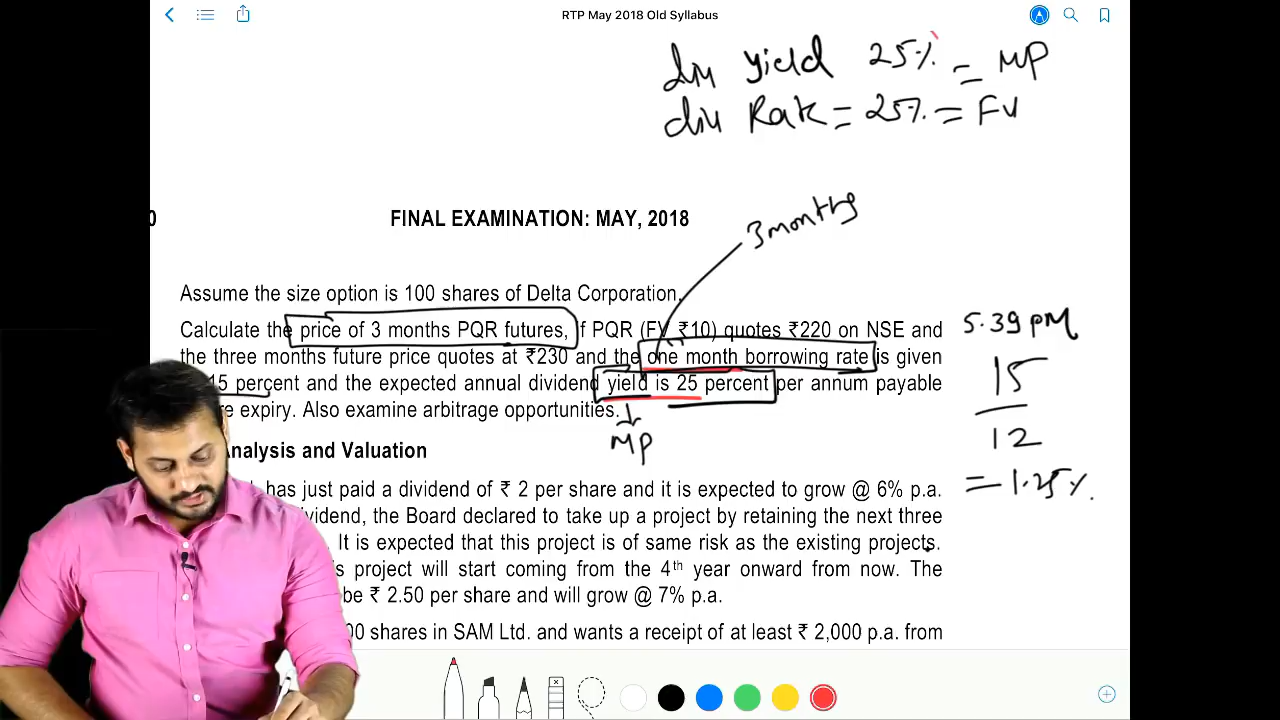 RTP May 2018 Old Syllabus
div yield 25% = MP
div Rate = 25% = FV
0
FINAL EXAMINATION: MAY, 2018
3 months
Assume the size option is 100 shares of Delta Corporation.
Calculate the price of 3 months PQR futures, if PQR (FV ₹10) quotes ₹220 on NSE and
the three months future price quotes at ₹230 and the one month borrowing rate is given
15 percent and the expected annual dividend yield is 25 percent per annum payable
expiry. Also examine arbitrage opportunities.
MP
5.39 PM
15
12
= 1.25%.
Analysis and Valuation
has just paid a dividend of ₹ 2 per share and it is expected to grow @ 6% p.a.
the Board declared to take up a project by retaining the next three
It is expected that this project is of same risk as the existing projects.
project will start coming from the 4th year onward from now. The
be ₹ 2.50 per share and will grow @ 7% p.a.
00 shares in SAM Ltd. and wants a receipt of at least ₹ 2,000 p.a. from